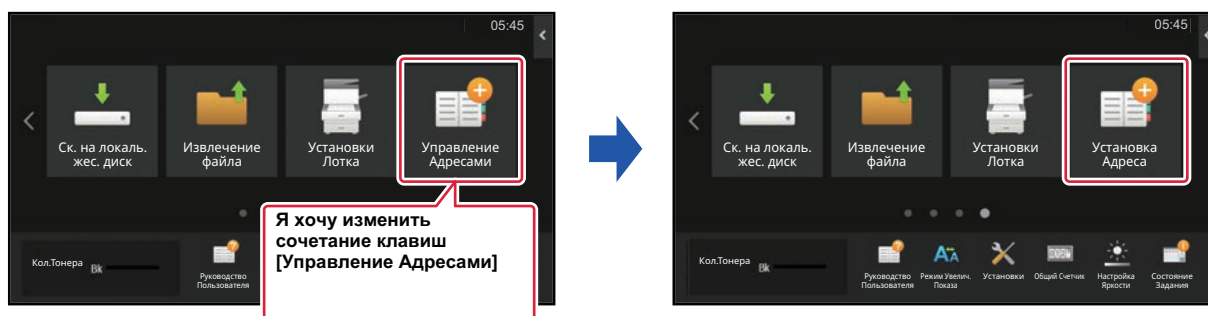 05:45
Ск. на локаль.
жес. диск
Извлечение
файла
Установки
Лотка
Управление
Адресами
Я хочу изменить
сочетание клавиш
[Управление Адресами]
Кол.Тонера
Bk
Руководство
Пользователя
05:45
Ск. на локаль.
жес. диск
Извлечение
файла
Установки
Лотка
Установка
Адреса
Кол.Тонера
Bk
Руководство
Пользователя
Режим Увелич.
Показа
Установки
Общий Счетчик
Настройка
Яркости
Состояние
Задания